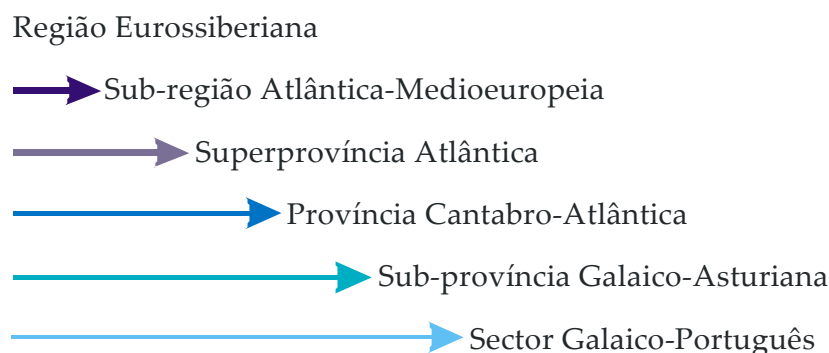 Região Eurossiberiana
Sub-região Atlântica-Medioeuropeia
Superprovíncia Atlântica
Província Cantabro-Atlântica
Sub-província Galaico-Asturiana
Sector Galaico-Português